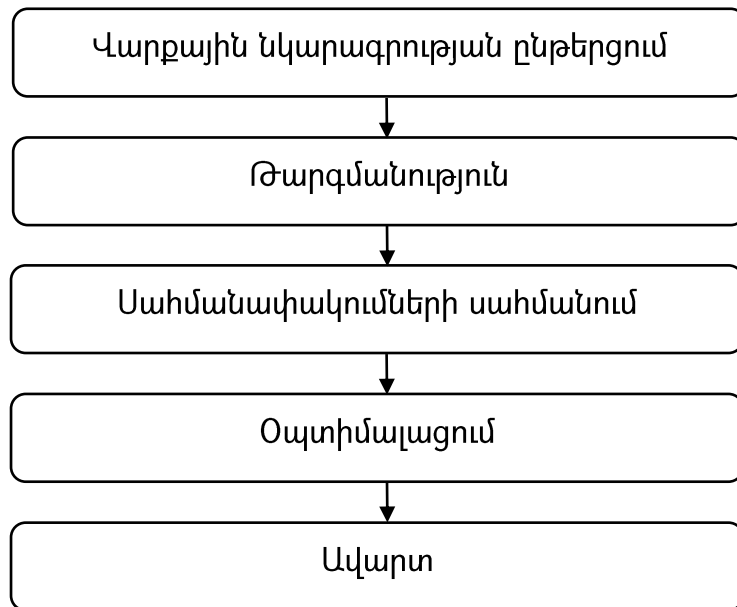 Վարքային նկարագրության ընթերցում
Թարգմանություն
Սահմանափակումների սահմանում
Օպտիմալացում
Ավարտ